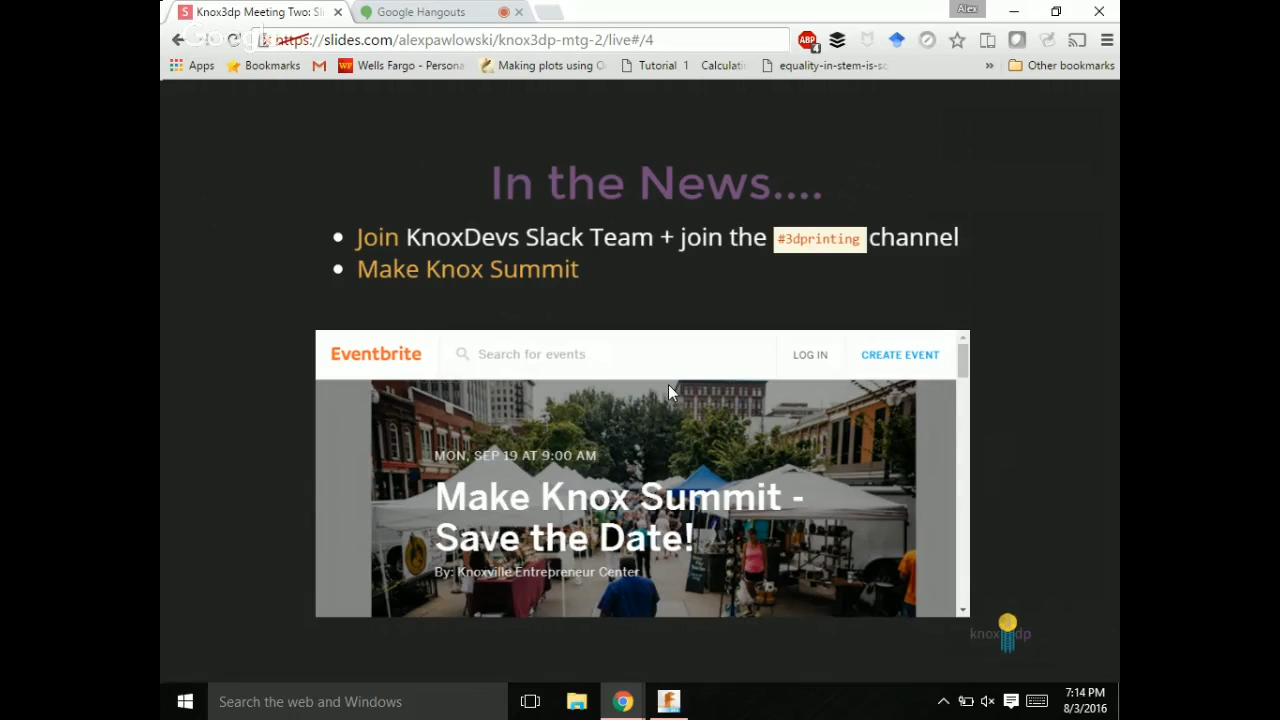 Knox3dp Meeting Two: Sl
Google Hangouts
Alex
https://slides.com/alexpawlowski/knox3dp-mtg-2/live#/4
ABP
4
Apps
Bookmarks
Wells Fargo - Persona
Making plots using
Tutorial 1
Calculati
equality-in-stem-is-sc
»
Other bookmarks
In the News....
Join KnoxDevs Slack Team + join the #3dprinting channel
Make Knox Summit
Eventbrite
Search for events
LOG IN
CREATE EVENT
MON, SEP 19 AT 9:00 AM
Make Knox Summit -
Save the Date!
By: Knoxville Entrepreneur Center
knox3dp
Search the web and Windows
7:14 PM
8/3/2016